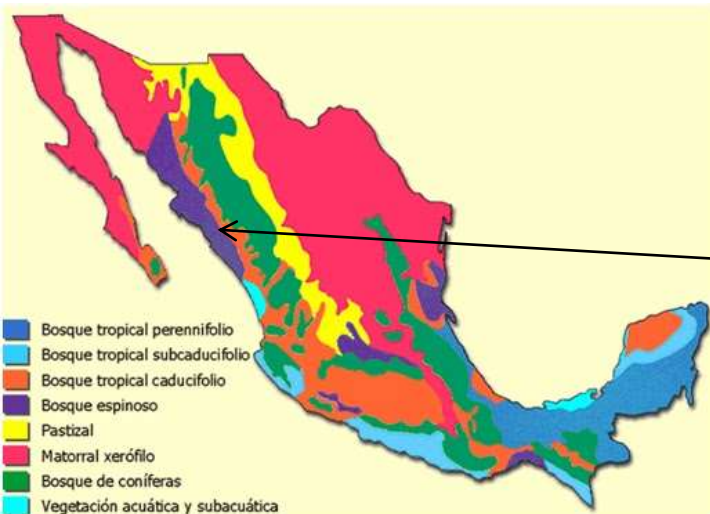 Bosque tropical perennifolio
Bosque tropical subcaducifolio
Bosque tropical caducifolio
Bosque espinoso
Pastizal
Matorral xerófilo
Bosque de coníferas
Vegetación acuática y subacuática